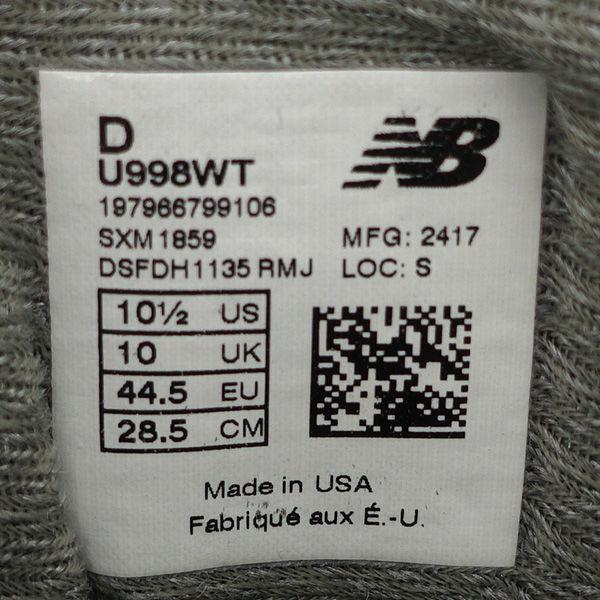 D
U998WT
NB
197966799106
SXM1859
MFG: 2417
DSFDH1135 RMJ
LOC: S
10½ US
10 UK
44.5 EU
28.5 CM
Made in USA
Fabriqué aux É.-U.